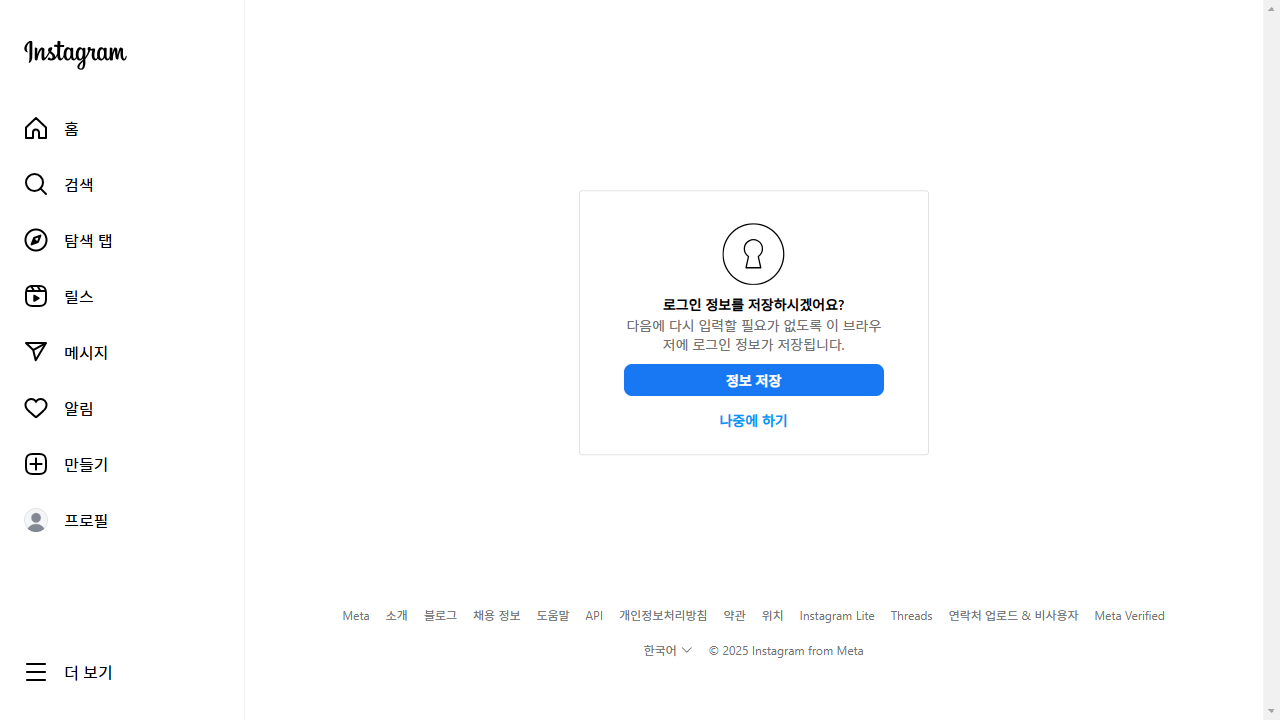 Instagram
홈
검색
탐색 탭
릴스
메시지
알림
만들기
프로필
더 보기
로그인 정보를 저장하시겠어요?
다음에 다시 입력할 필요가 없도록 이 브라우
저에 로그인 정보가 저장됩니다.
정보 저장
나중에 하기
Meta 소개 블로그 채용 정보 도움말 API 개인정보처리방침 약관 위치 Instagram Lite Threads 연락처 업로드 & 비사용자 Meta Verified
한국어 © 2025 Instagram from Meta